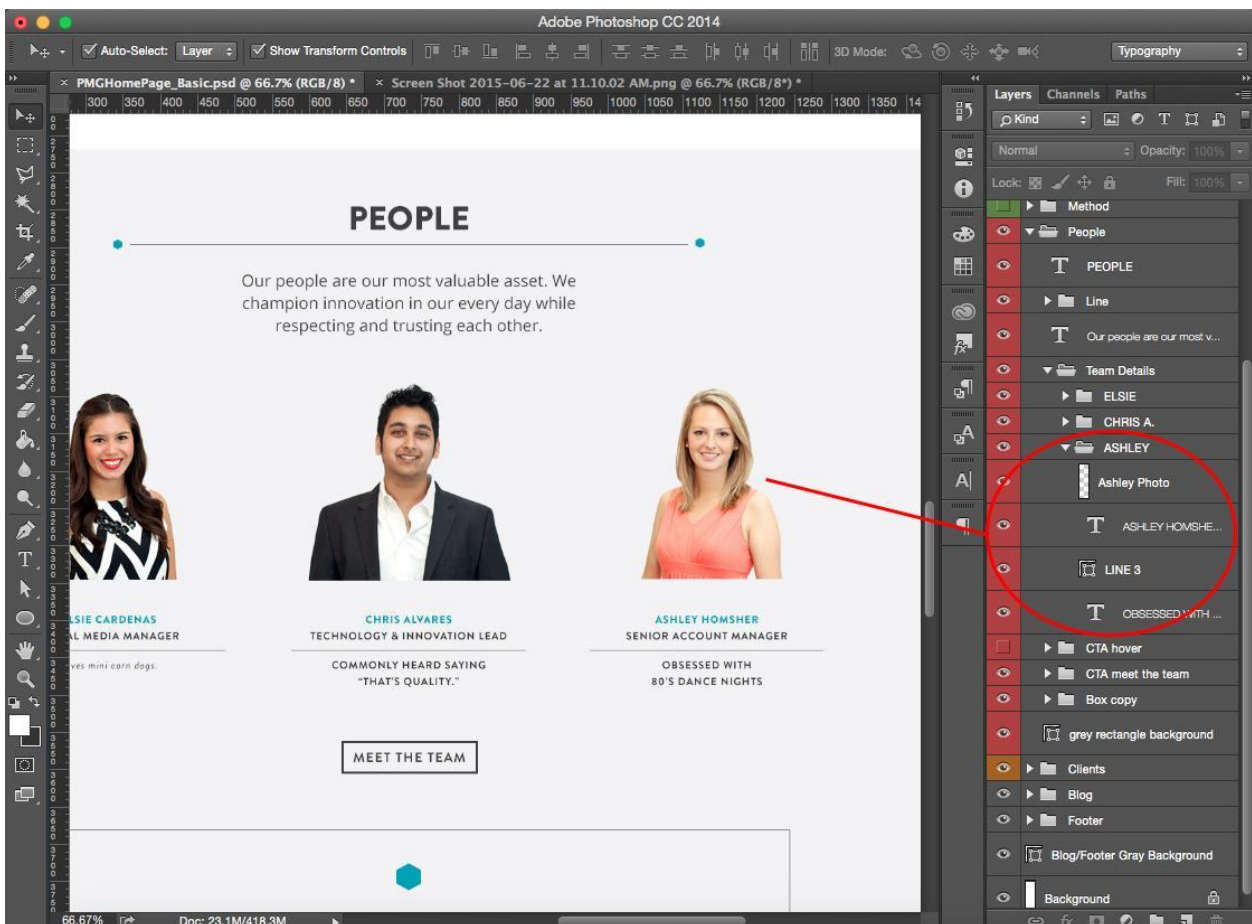 Adobe Photoshop CC 2014
Auto-Select: Layer Show Transform Controls 3D Mode: Typography
× PMGHomePage_Basic.psd @ 66.7% (RGB/8) * × Screen Shot 2015-06-22 at 11.10.02 AM.png @ 66.7% (RGB/8*) *
300 350 400 450 500 550 600 650 700 750 800 850 900 950 1000 1050 1100 1150 1200 1250 1300 1350 14
PEOPLE
Our people are our most valuable asset. We
champion innovation in our every day while
respecting and trusting each other.
LSIE CARDENAS
AL MEDIA MANAGER
ves mini corn dogs.
CHRIS ALVARES
TECHNOLOGY & INNOVATION LEAD
COMMONLY HEARD SAYING
“THAT'S QUALITY.”
ASHLEY HOMSHER
SENIOR ACCOUNT MANAGER
OBSESSED WITH
80'S DANCE NIGHTS
MEET THE TEAM
66.67% Doc: 23.1M/418.3M
Layers Channels Paths
Kind
Normal Opacity: 100%
Lock: Fill: 100%
Method
People
T PEOPLE
Line
T Our people are our most v...
Team Details
ELSIE
CHRIS A.
ASHLEY
Ashley Photo
T ASHLEY HOMSHE...
LINE 3
T OBSESSED WITH ...
CTA hover
CTA meet the team
Box copy
grey rectangle background
Clients
Blog
Footer
Blog/Footer Gray Background
Background